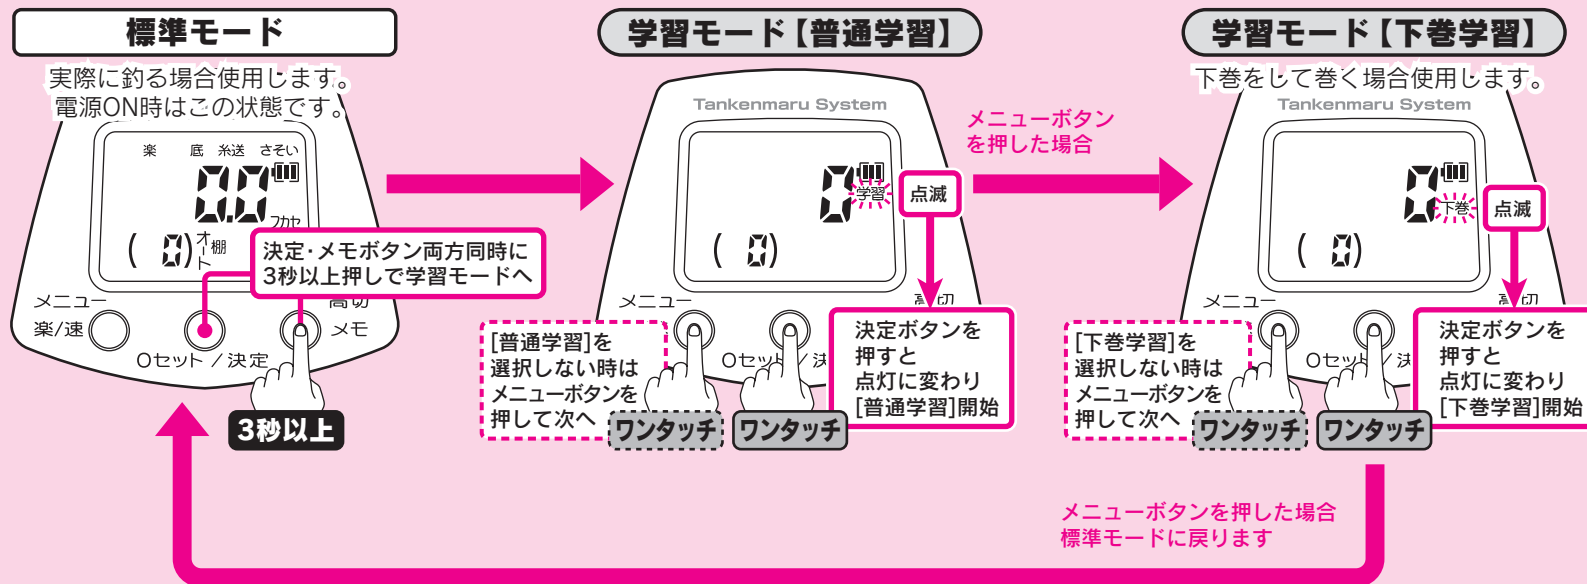 標準モード
実際に釣る場合使用します。
電源ON時はこの状態です。
楽 底 糸送 さそい
0.0
フカセ
( 0)
オート
棚
決定・メモボタン両方同時に
3秒以上押しで学習モードへ
メニュー
楽/速
高切
メモ
0セット / 決定
3秒以上
学習モード【普通学習】
Tankenmaru System
0
学習
点滅
( 0)
メニュー
高切
[普通学習]を
選択しない時は
メニューボタンを
押して次へ
ワンタッチ
0セット / 決
ワンタッチ
決定ボタンを
押すと
点灯に変わり
[普通学習]開始
メニューボタン
を押した場合
学習モード【下巻学習】
下巻をして巻く場合使用します。
Tankenmaru System
0
下巻
点滅
( 0)
メニュー
高切
[下巻学習]を
選択しない時は
メニューボタンを
押して次へ
ワンタッチ
0セット / 決
ワンタッチ
決定ボタンを
押すと
点灯に変わり
[下巻学習]開始
メニューボタンを押した場合
標準モードに戻ります